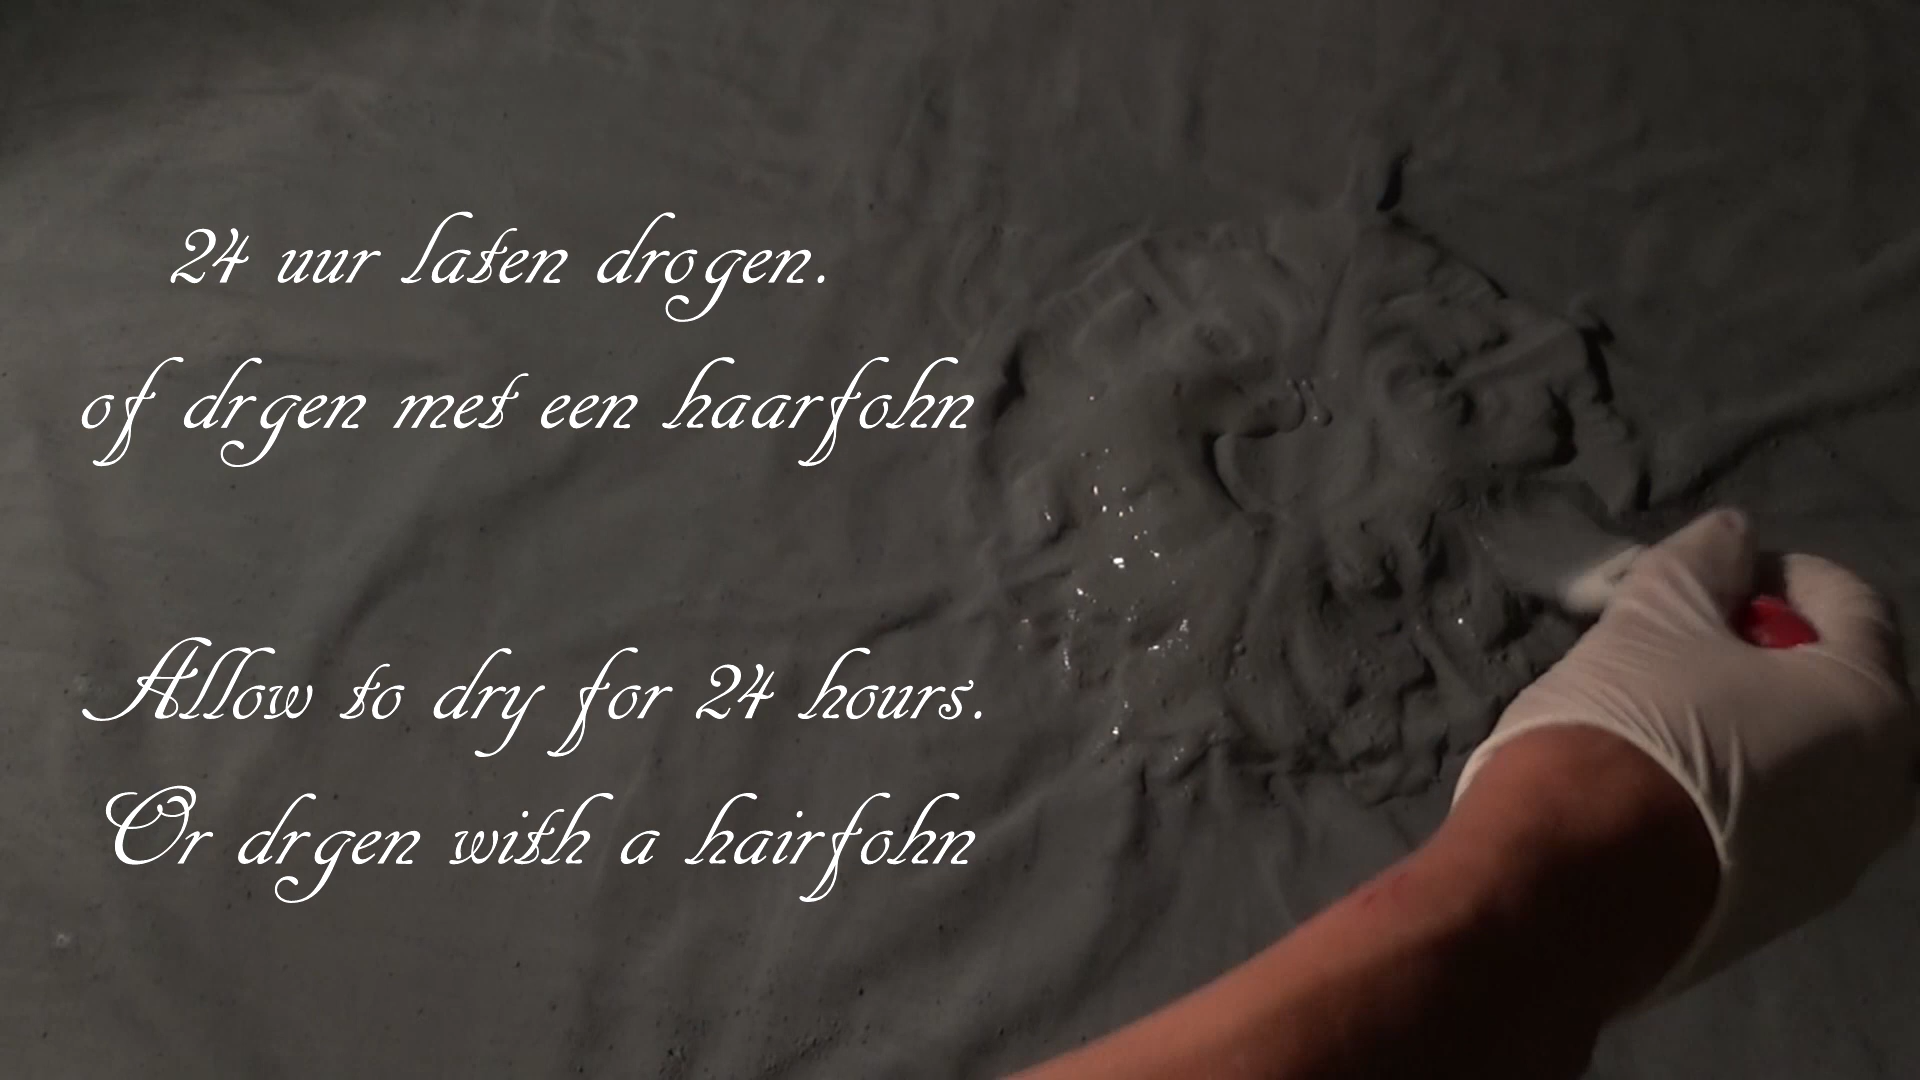 24 uur laten drogen.
of drgen met een haarfohn
Allow to dry for 24 hours.
Or drgen with a hairfohn